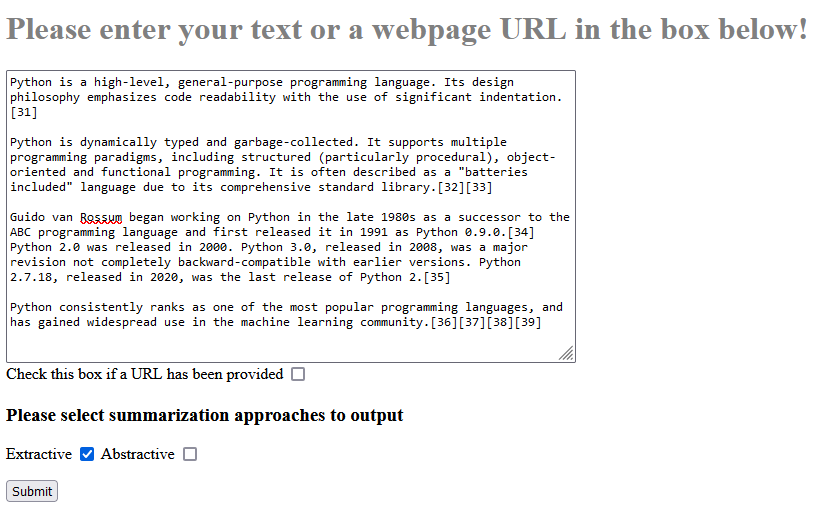 Please enter your text or a webpage URL in the box below!
Python is a high-level, general-purpose programming language. Its design
philosophy emphasizes code readability with the use of significant indentation.
[31]
Python is dynamically typed and garbage-collected. It supports multiple
programming paradigms, including structured (particularly procedural), object-
oriented and functional programming. It is often described as a "batteries
included" language due to its comprehensive standard library.[32][33]
Guido van Rossum began working on Python in the late 1980s as a successor to the
ABC programming language and first released it in 1991 as Python 0.9.0.[34]
Python 2.0 was released in 2000. Python 3.0, released in 2008, was a major
revision not completely backward-compatible with earlier versions. Python
2.7.18, released in 2020, was the last release of Python 2.[35]
Python consistently ranks as one of the most popular programming languages, and
has gained widespread use in the machine learning community.[36][37][38][39]
Check this box if a URL has been provided
Please select summarization approaches to output
Extractive Abstractive
Submit